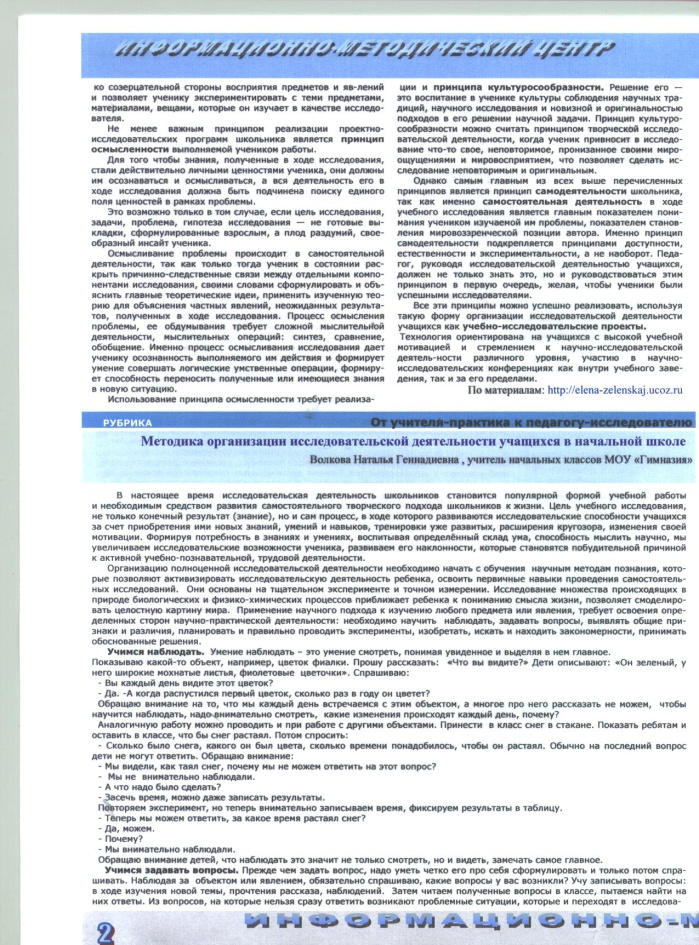 ИНФОРМАЦИОННО-МЕТОДИЧЕСКИЙ ЦЕНТР
ко созерцательной стороны восприятия предметов и яв-лений
и позволяет ученику экспериментировать с теми предметами,
материалами, вещами, которые он изучает в качестве исследо-
вателя.
Не менее важным принципом реализации проектно-
исследовательских программ школьника является принцип
осмысленности выполняемой учеником работы.
Для того чтобы знания, полученные в ходе исследования,
стали действительно личными ценностями ученика, они должны
им осознаваться и осмысливаться, а вся деятельность его в
ходе исследования должна быть подчинена поиску единого
поля ценностей в рамках проблемы.
Это возможно только в том случае, если цель исследования,
задачи, проблема, гипотеза исследования — не готовые вы-
кладки, сформулированные взрослым, а плод раздумий, свое-
образный инсайт ученика.
Осмысливание проблемы происходит в самостоятельной
деятельности, так как только тогда ученик в состоянии рас-
крыть причинно-следственные связи между отдельными компо-
нентами исследования, своими словами сформулировать и объ-
яснить главные теоретические идеи, применить изученную тео-
рию для объяснения частных явлений, неожиданных результа-
тов, полученных в ходе исследования. Процесс осмысления
проблемы, ее обдумывания требует сложной мыслительной
деятельности, мыслительных операций: синтез, сравнение,
обобщение. Именно процесс осмысливания исследования дает
ученику осознанность выполняемого им действия и формирует
умение совершать логические умственные операции, формиру-
ет способность переносить полученные или имеющиеся знания
в новую ситуацию.
Использование принципа осмысленности требует реализа-
ции и принципа культуросообразности. Решение его —
это воспитание в ученике культуры соблюдения научных тра-
диций, научного исследования и новизной и оригинальностью
подходов в его решении научной задачи. Принцип культуро-
сообразности можно считать принципом творческой исследо-
вательской деятельности, когда ученик привносит в исследо-
вание что-то свое, неповторимое, пронизанное своими миро-
ощущениями и мировосприятием, что позволяет сделать ис-
следование неповторимым и оригинальным.
Однако самым главным из всех выше перечисленных
принципов является принцип самодеятельности школьника,
так как именно самостоятельная деятельность в ходе
учебного исследования является главным показателем пони-
мания учеником изучаемой им проблемы, показателем станов-
ления мировоззренческой позиции автора. Именно принцип
самодеятельности подкрепляется принципами доступности,
естественности и экспериментальности, а не наоборот. Педа-
гог, руководя исследовательской деятельностью учащихся,
должен не только знать это, но и руководствоваться этим
принципом в первую очередь, желая, чтобы ученики были
успешными исследователями.
Все эти принципы можно успешно реализовать, используя
такую форму организации исследовательской деятельности
учащихся как учебно-исследовательские проекты.
Технология ориентирована на учащихся с высокой учебной
мотивацией и стремлением к научно-исследовательской
деятель-ности различного уровня, участию в научно-
исследовательских конференциях как внутри учебного заве-
дения, так и за его пределами.
По материалам: http://elena-zelenskaj.ucoz.ru
РУБРИКА От учителя-практика к педагогу-исследователю
Методика организации исследовательской деятельности учащихся в начальной школе
Волкова Наталья Геннадиевна , учитель начальных классов МОУ «Гимназия»
В настоящее время исследовательская деятельность школьников становится популярной формой учебной работы
и необходимым средством развития самостоятельного творческого подхода школьников к жизни. Цель учебного исследования,
не только конечный результат (знание), но и сам процесс, в ходе которого развиваются исследовательские способности учащихся
за счет приобретения ими новых знаний, умений и навыков, тренировки уже развитых, расширения кругозора, изменения своей
мотивации. Формируя потребность в знаниях и умениях, воспитывая определённый склад ума, способность мыслить научно, мы
увеличиваем исследовательские возможности ученика, развиваем его наклонности, которые становятся побудительной причиной
к активной учебно-познавательной, трудовой деятельности.
Организацию полноценной исследовательской деятельности необходимо начать с обучения научным методам познания, кото-
рые позволят активизировать исследовательскую деятельность ребенка, освоить первичные навыки проведения самостоятель-
ных исследований. Они основаны на тщательном эксперименте и точном измерении. Исследование множества происходящих в
природе биологических и физико-химических процессов приближает ребенка к пониманию смысла жизни, позволяет смоделиро-
вать целостную картину мира. Применение научного подхода к изучению любого предмета или явления, требует освоения опре-
деленных сторон научно-практической деятельности: необходимо научить наблюдать, задавать вопросы, выявлять общие при-
знаки и различия, планировать и правильно проводить эксперименты, изобретать, искать и находить закономерности, принимать
обоснованные решения.
Учимся наблюдать. Умение наблюдать – это умение смотреть, понимая увиденное и выделяя в нем главное.
Показываю какой-то объект, например, цветок фиалки. Прошу рассказать: «Что вы видите?» Дети описывают: «Он зеленый, у
него широкие мохнатые листья, фиолетовые цветочки». Спрашиваю:
- Вы каждый день видите этот цветок?
- Да. -А когда распустился первый цветок, сколько раз в году он цветет?
Обращаю внимание на то, что мы каждый день встречаемся с этим объектом, а многое про него рассказать не можем, чтобы
научится наблюдать, надо внимательно смотреть, какие изменения происходят каждый день, почему?
Аналогичную работу можно проводить и при работе с другими объектами. Принести в класс снег в стакане. Показать ребятам и
оставить в классе, что бы снег растаял. Потом спросить:
- Сколько было снега, какого он был цвета, сколько времени понадобилось, чтобы он растаял. Обычно на последний вопрос
дети не могут ответить. Обращаю внимание:
- Мы видели, как таял снег, почему мы не можем ответить на этот вопрос?
- Мы не внимательно наблюдали.
- А что надо было сделать?
- Засечь время, можно даже записать результаты.
Повторяем эксперимент, но теперь внимательно записываем время, фиксируем результаты в таблицу.
- Теперь мы можем ответить, за какое время растаял снег?
- Да, можем.
- Почему?
- Мы внимательно наблюдали.
Обращаю внимание детей, что наблюдать это значит не только смотреть, но и видеть, замечать самое главное.
Учимся задавать вопросы. Прежде чем задать вопрос, надо уметь четко его про себя сформулировать и только потом спра-
шивать. Наблюдая за объектом или явлением, обязательно спрашиваю, какие вопросы у вас возникли? Учу записывать вопросы:
в ходе изучения новой темы, прочтения рассказа, наблюдений. Затем читаем полученные вопросы в классе, пытаемся найти на
них ответы. Из вопросов, на которые нельзя сразу ответить возникают проблемные ситуации, которые и переходят в исследова-
2 ИНФОРМАЦИОННО-М